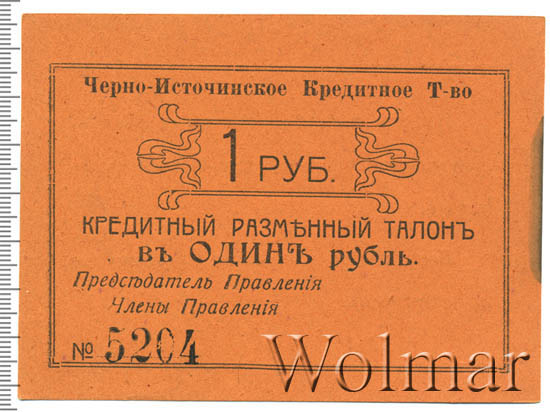 Черно-Источинское Кредитное Т-во
1 РУБ.
КРЕДИТНЫЙ РАЗМѢННЫЙ ТАЛОНЪ
въ ОДИНЪ рубль.
Предсѣдатель Правленія
Члены Правленія
№ 5204
Wolmar